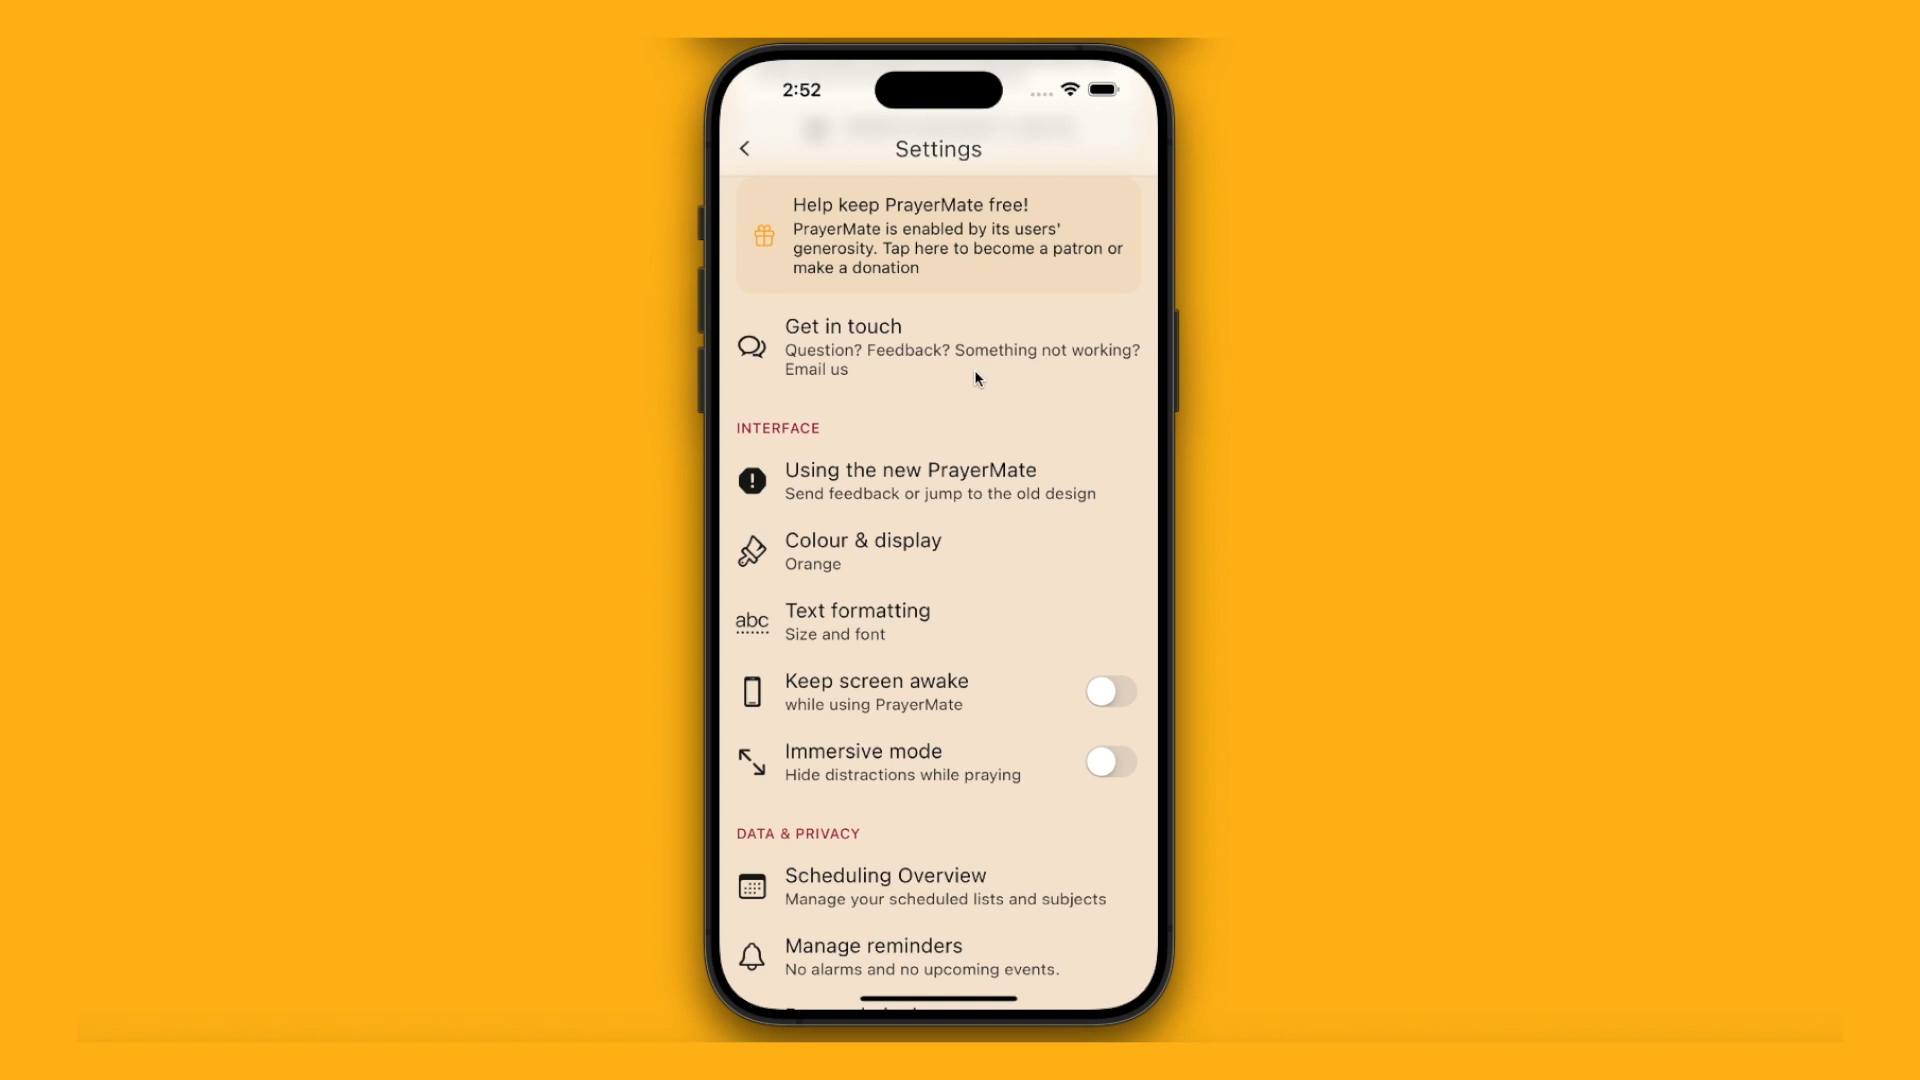 2:52
Settings
Help keep PrayerMate free!
PrayerMate is enabled by its users'
generosity. Tap here to become a patron or
make a donation
Get in touch
Question? Feedback? Something not working?
Email us
INTERFACE
Using the new PrayerMate
Send feedback or jump to the old design
Colour & display
Orange
abc
Text formatting
Size and font
Keep screen awake
while using PrayerMate
Immersive mode
Hide distractions while praying
DATA & PRIVACY
Scheduling Overview
Manage your scheduled lists and subjects
Manage reminders
No alarms and no upcoming events.